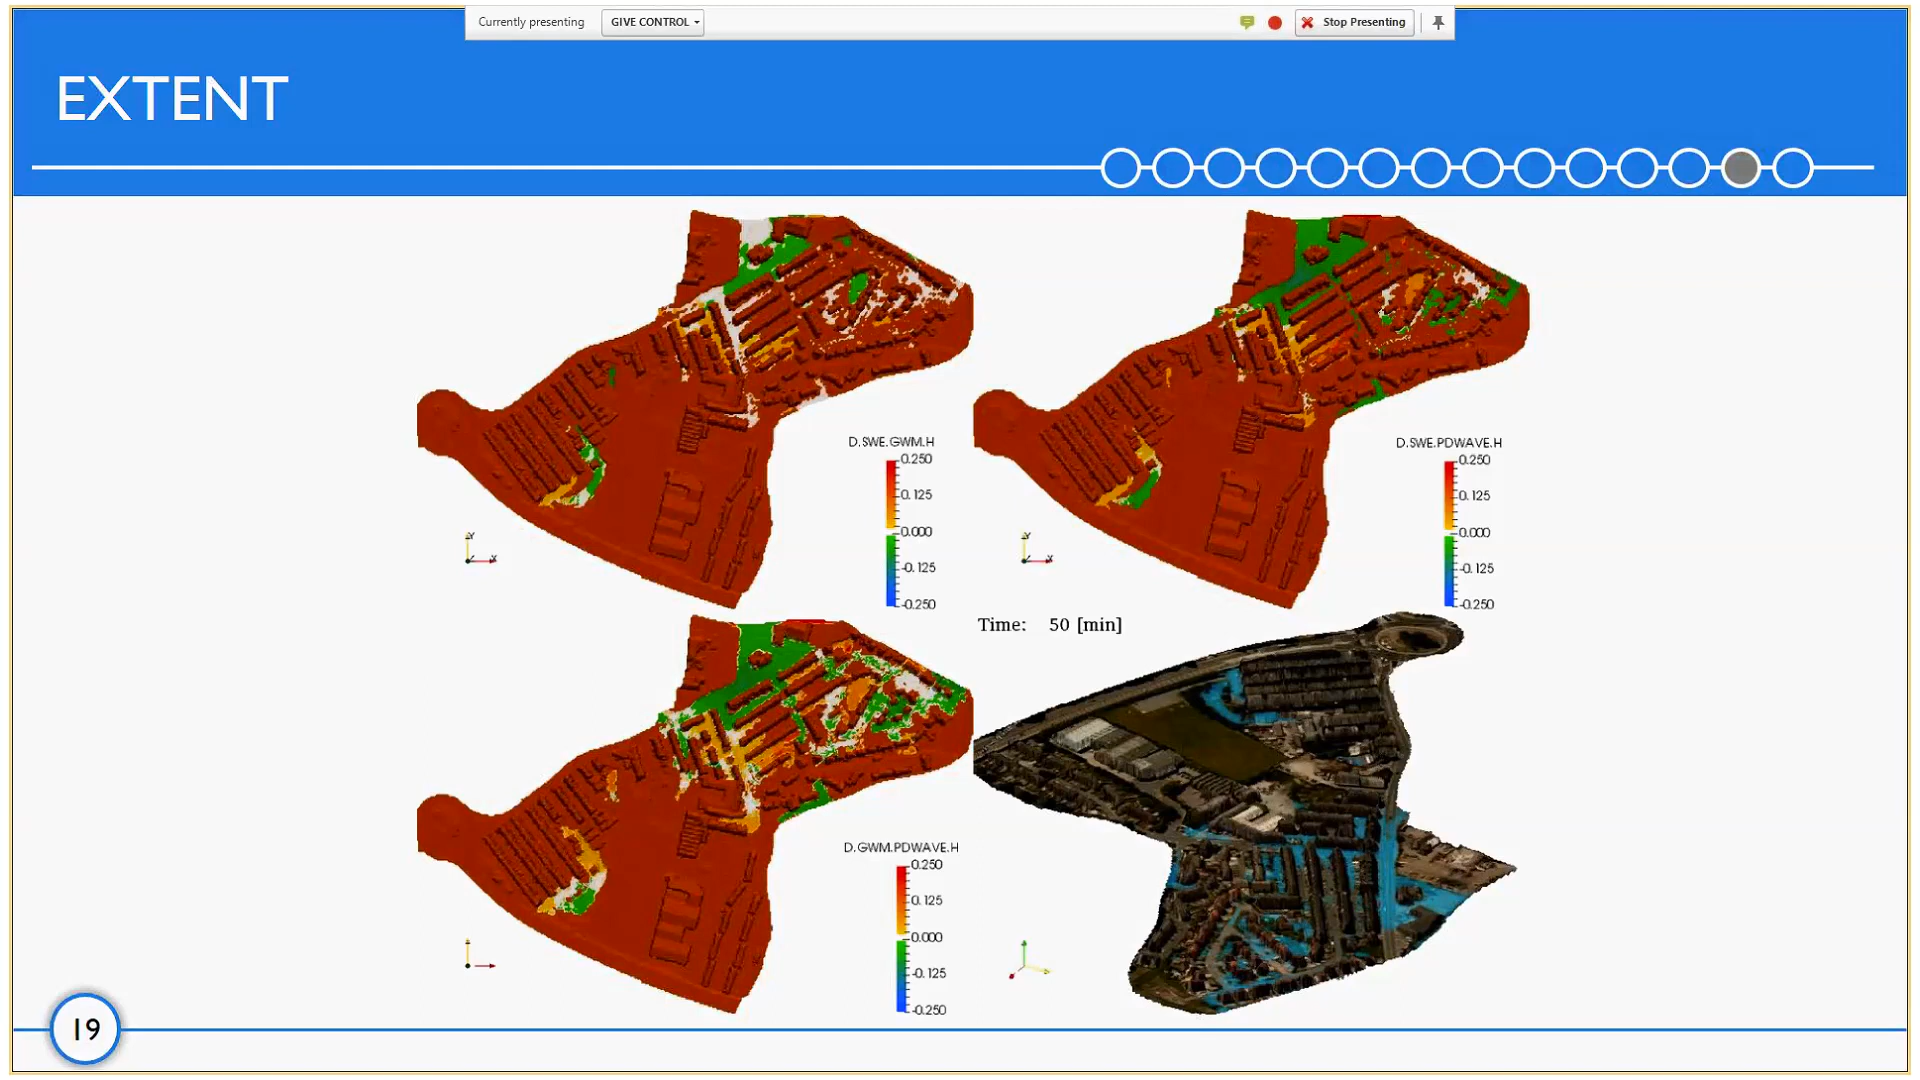 Currently presenting
GIVE CONTROL
Stop Presenting
EXTENT
D.SWE.GWM.H
0.250
0.125
0.000
-0.125
-0.250
D.SWE.PDWAVE.H
0.250
0.125
0.000
-0.125
-0.250
Time: 50 [min]
D.GWM.PDWAVE.H
0.250
0.125
0.000
-0.125
-0.250
19